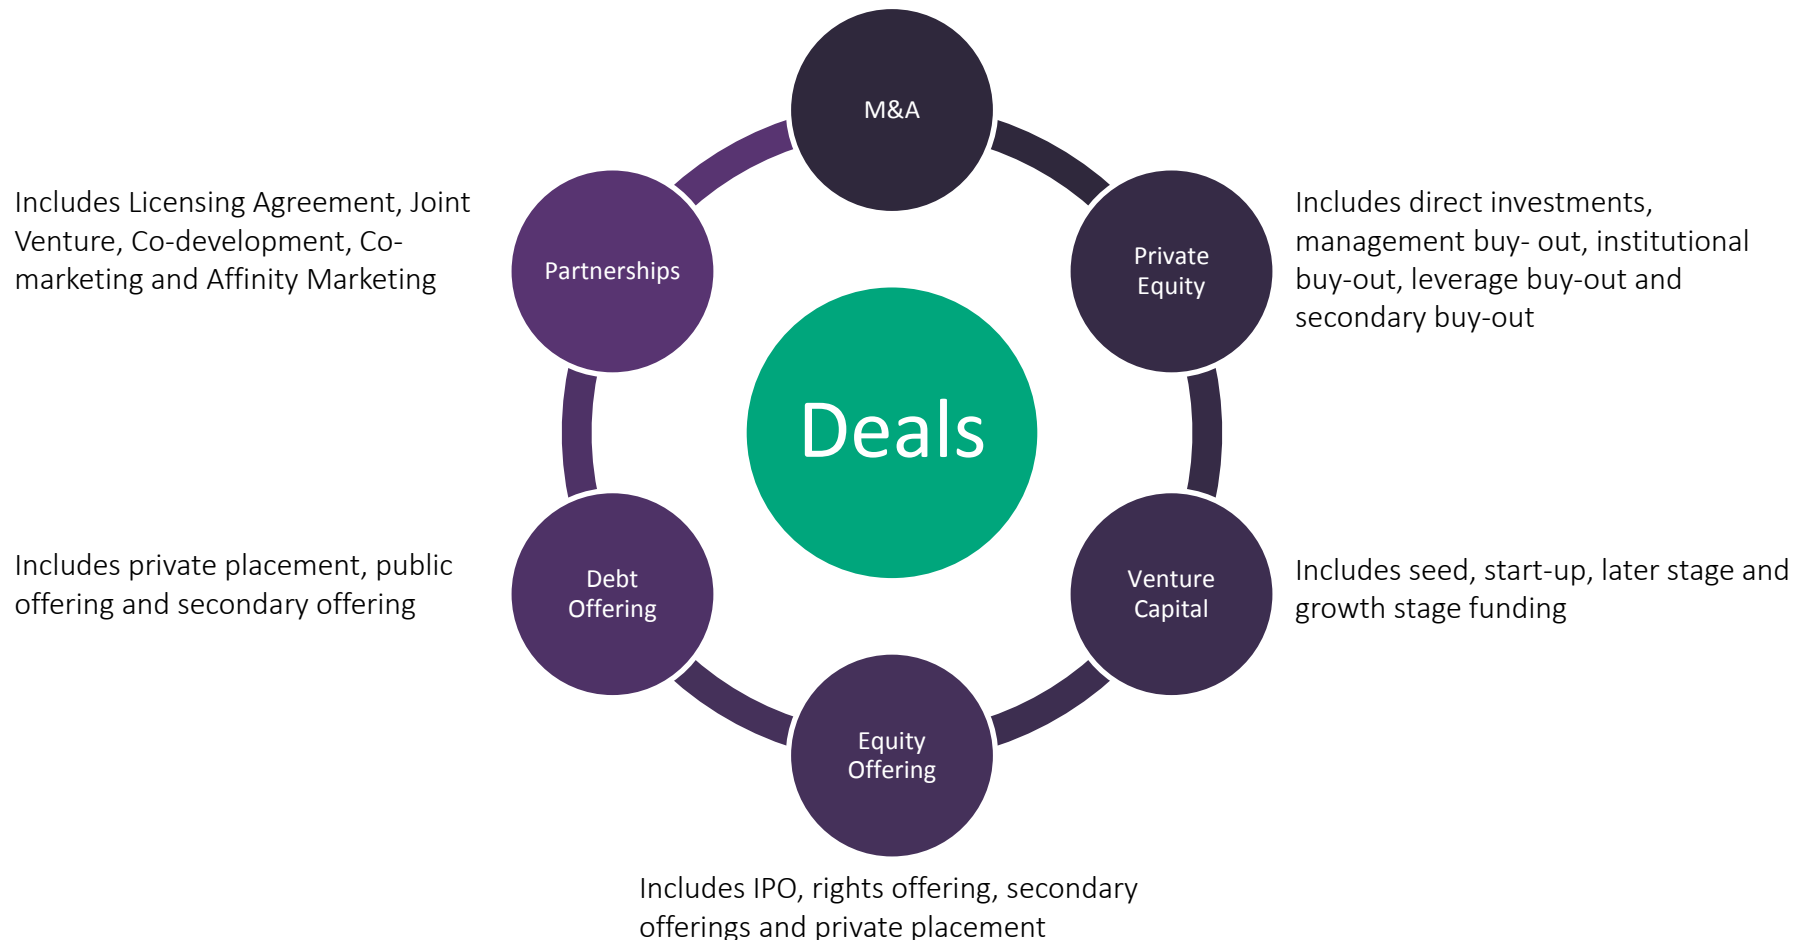 M&A
Includes Licensing Agreement, Joint
Venture, Co-development, Co-
marketing and Affinity Marketing
Partnerships
Private
Equity
Includes direct investments,
management buy- out, institutional
buy-out, leverage buy-out and
secondary buy-out
Deals
Includes private placement, public
offering and secondary offering
Debt
Offering
Venture
Capital
Includes seed, start-up, later stage and
growth stage funding
Equity
Offering
Includes IPO, rights offering, secondary
offerings and private placement